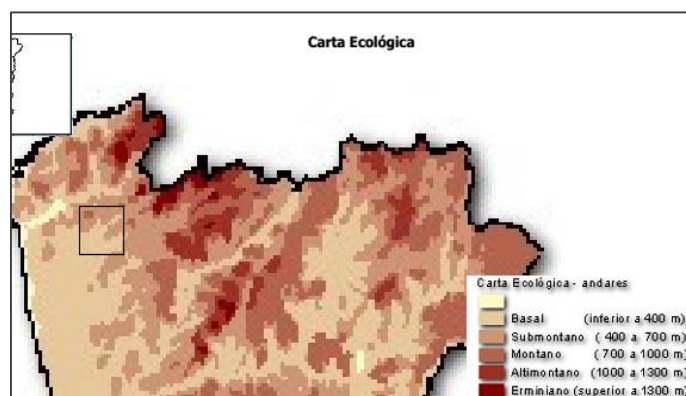 Carta Ecológica
Carta Ecológica - andares
Basal (inferior a 400 m)
Submontano ( 400 a 700 m)
Montano ( 700 a 1000 m)
Altimontano (1000 a 1300 m)
Erminiano (superior a 1300 m)